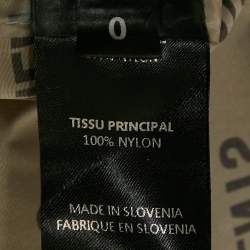 0
TISSU PRINCIPAL
100% NYLON
MADE IN SLOVENIA
FABRIQUE EN SLOVENIA